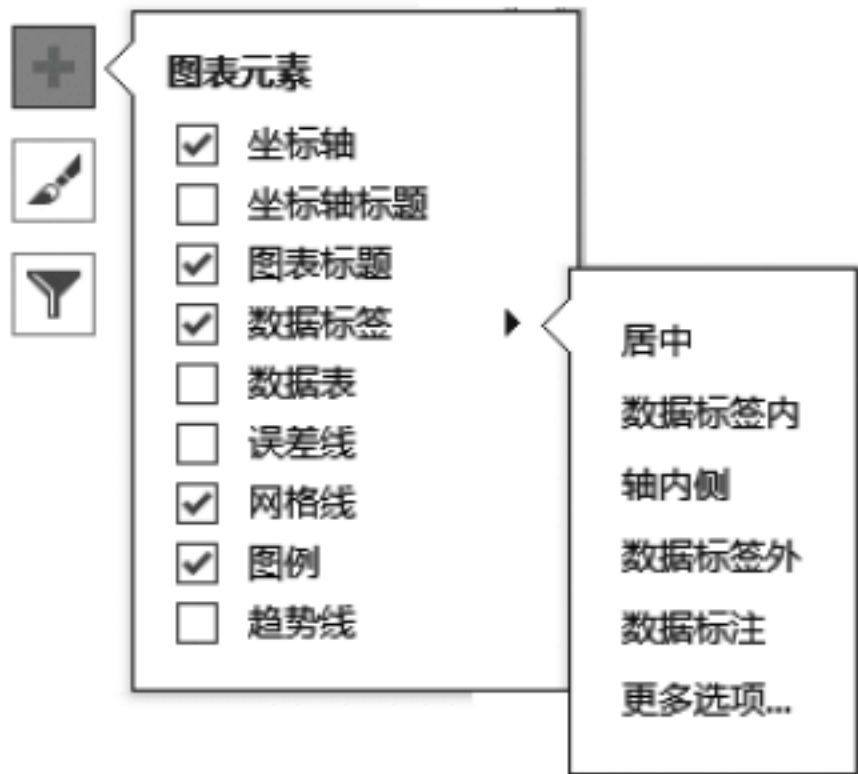 图表元素
坐标轴
坐标轴标题
图表标题
数据标签
数据表
误差线
网格线
图例
趋势线
居中
数据标签内
轴内侧
数据标签外
数据标注
更多选项...